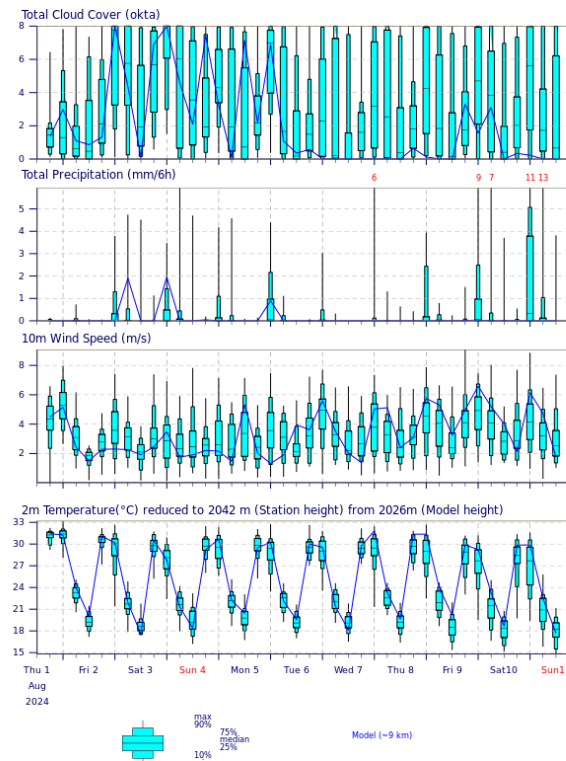 Total Cloud Cover (okta)
8
6
4
2
0
Total Precipitation (mm/6h)
6 9 7 11 13
5
4
3
2
1
0
10m Wind Speed (m/s)
8
6
4
2
2m Temperature(°C) reduced to 2042 m (Station height) from 2026m (Model height)
33
30
27
24
21
18
15
Thu 1 Fri 2 Sat 3 Sun 4 Mon 5 Tue 6 Wed 7 Thu 8 Fri 9 Sat10 Sun1
Aug
2024
max
90%
75%
median
25%
10%
Model (~9 km)